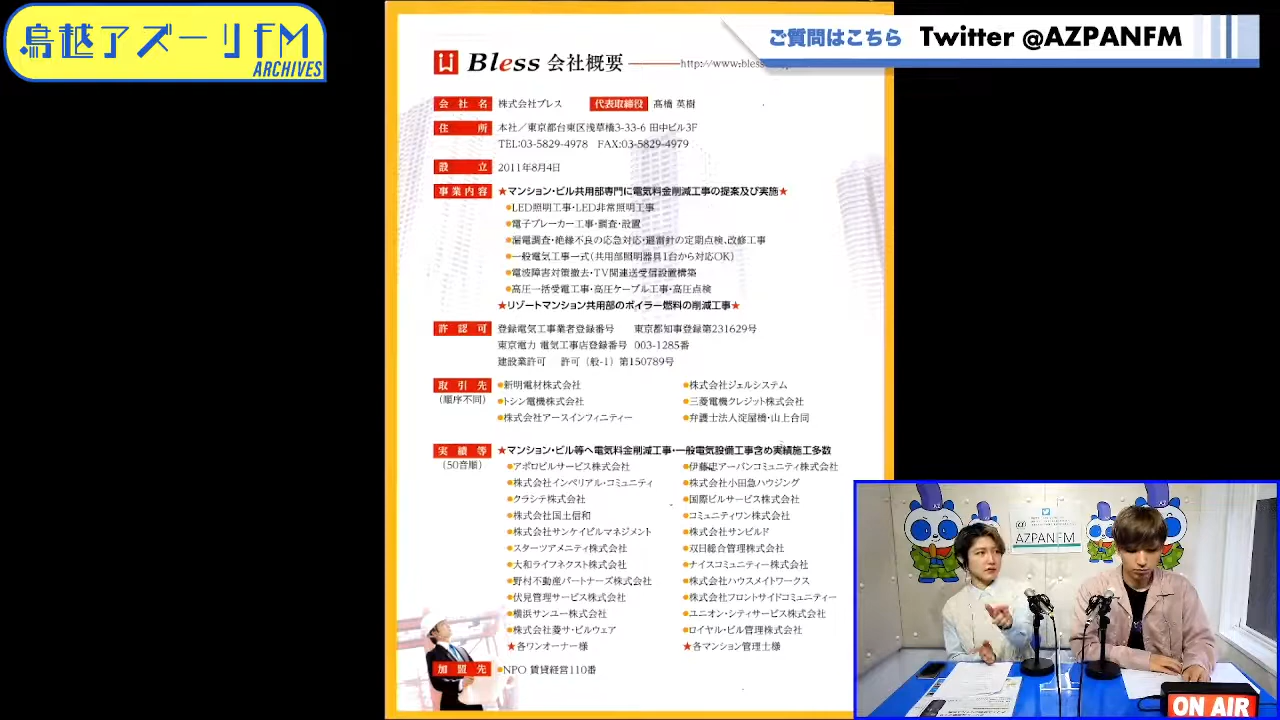 鳥越アズーリFM
ARCHIVES
ご質問はこちら Twitter @AZPANFM
Bless 会社概要 http://www.bless
会社名 株式会社ブレス 代表取締役 髙橋 英樹
住所 本社／東京都台東区浅草橋3-33-6 田中ビル3F
TEL:03-5829-4978 FAX:03-5829-4979
設立 2011年8月4日
事業内容 ★マンション・ビル共用部専門に電気料金削減工事の提案及び実施★
●LED照明工事・LED非常照明工事
●電子ブレーカー工事・調査・設置
●漏電調査・絶縁不良の応急対応・避雷針の定期点検、改修工事
●一般電気工事一式（共用部照明器具1台から対応OK）
●電波障害対策撤去・TV関連送受信設置構築
●高圧一括受電工事・高圧ケーブル工事・高圧点検
★リゾートマンション共用部のボイラー燃料の削減工事★
許認可 登録電気工事業者登録番号 東京都知事登録第231629号
東京電力 電気工事店登録番号 003-1285番
建設業許可 許可（般-1）第150789号
取引先 ●新明電材株式会社 ●株式会社ジェルシステム
（順序不同） ●トシン電機株式会社 ●三菱電機クレジット株式会社
●株式会社アースインフィニティー ●弁護士法人淀屋橋・山上合同
実績等 ★マンション・ビル等へ電気料金削減工事・一般電気設備工事含め実績施工多数
（50音順） ●アポロビルサービス株式会社 ●伊藤忠アーバンコミュニティ株式会社
●株式会社インペリアル・コミュニティ ●株式会社小田急ハウジング
●クラシテ株式会社 ●国際ビルサービス株式会社
●株式会社国土信和 ●コミュニティワン株式会社
●株式会社サンケイビルマネジメント ●株式会社サンビルド
●スターツアメニティ株式会社 ●双日総合管理株式会社
●大和ライフネクスト株式会社 ●ナイスコミュニティー株式会社
●野村不動産パートナーズ株式会社 ●株式会社ハウスメイトワークス
●伏見管理サービス株式会社 ●株式会社フロントサイドコミュニティー
●横浜サンユー株式会社 ●ユニオン・シティサービス株式会社
●株式会社菱サ・ビルウェア ●ロイヤル・ビル管理株式会社
★各ワンオーナー様 ★各マンション管理士様
加盟先 ●NPO 賃貸経営110番
@
AZPANFM
ON AIR